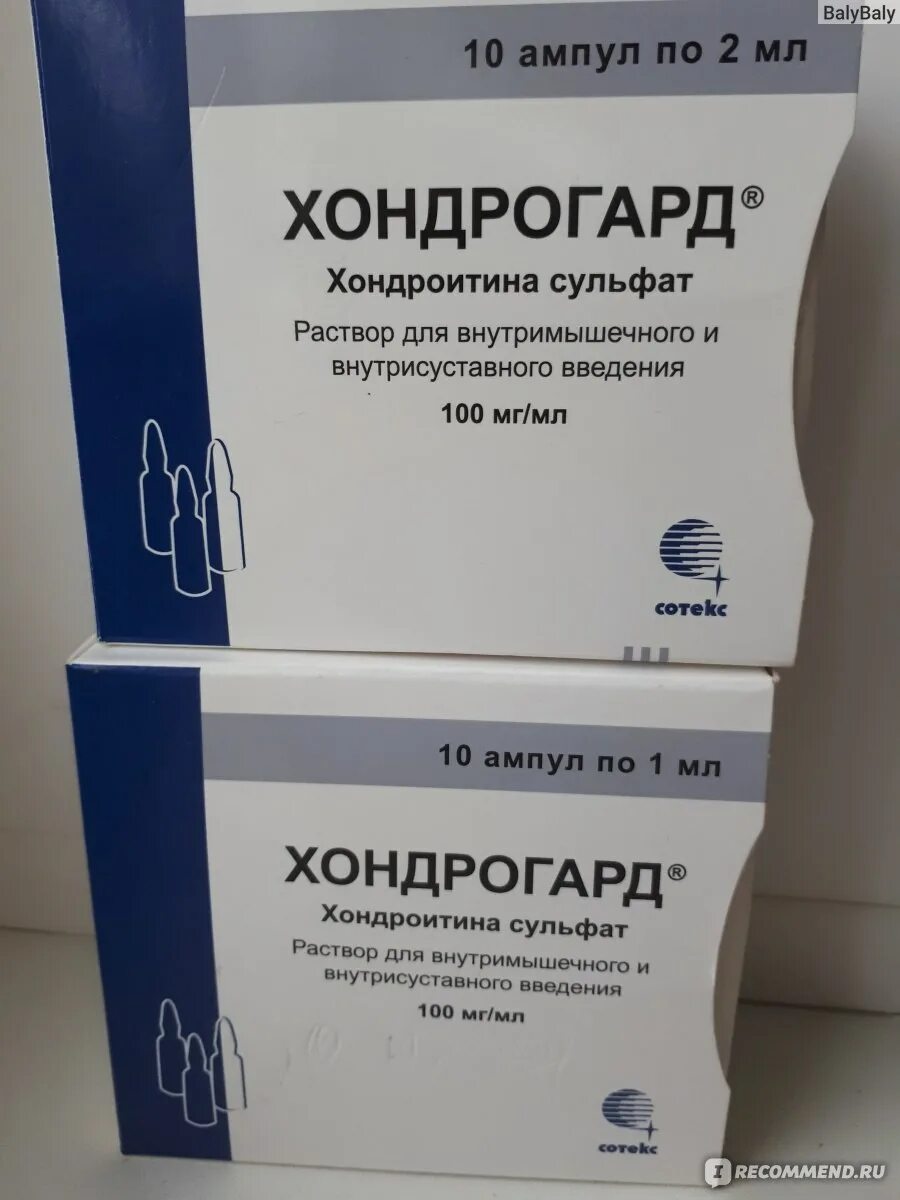 BalyBaly
10 ампул по 2 мл
ХОНДРОГАРД®
Хондроитина сульфат
Раствор для внутримышечного и
внутрисуставного введения
100 мг/мл
сотекс
10 ампул по 1 мл
ХОНДРОГАРД®
Хондроитина сульфат
Раствор для внутримышечного и
внутрисуставного введения
100 мг/мл
сотекс
I RECOMMEND.RU